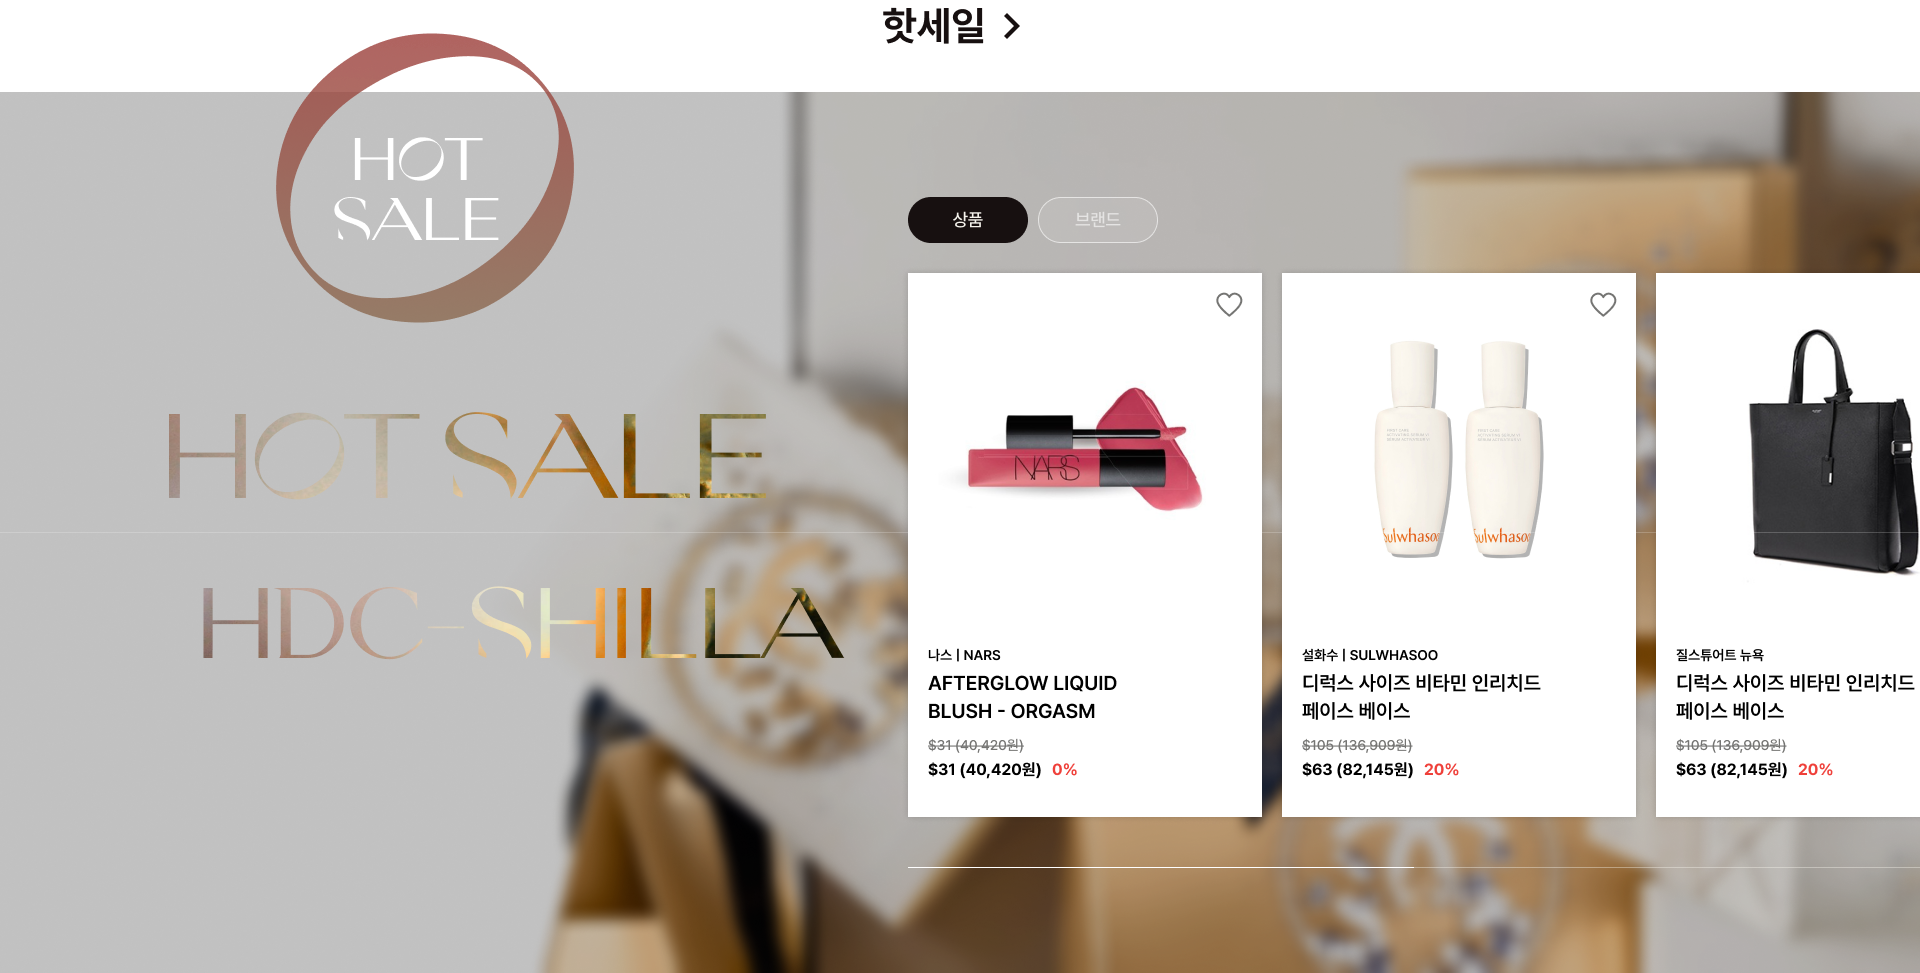 핫세일
HOT
SALE
HOT SALE
HDC-SHILLA
상품
브랜드
NARS
나스 | NARS
AFTERGLOW LIQUID
BLUSH - ORGASM
$31 (40,420원)
$31 (40,420원) 0%
Sulwhasoo
Sulwhasoo
설화수 | SULWHASOO
디럭스 사이즈 비타민 인리치드
페이스 베이스
$105 (136,909원)
$63 (82,145원) 20%
질스튜어트 뉴욕
디럭스 사이즈 비타민 인리치드
페이스 베이스
$105 (136,909원)
$63 (82,145원) 20%